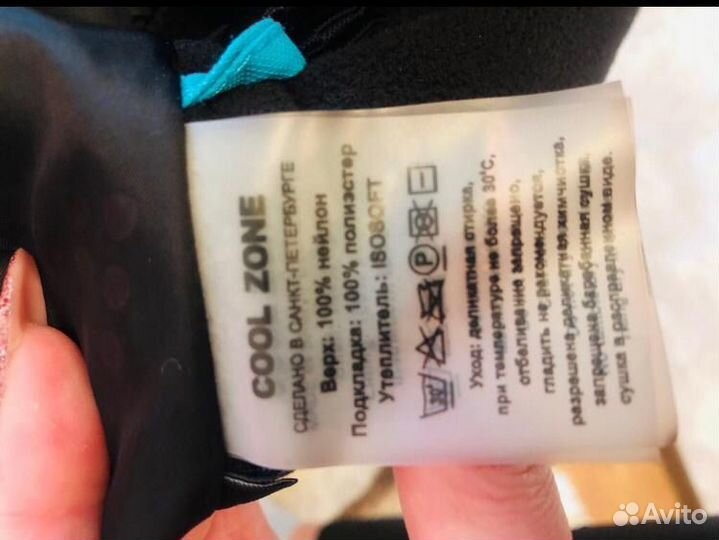 COOL ZONE
СДЕЛАНО В САНКТ-ПЕТЕРБУРГЕ
Верх: 100% нейлон
Подкладка: 100% полиэстер
Утеплитель: ISOSOFT
30
P
Уход: деликатная стирка,
при температуре не более 30°С,
отбеливание запрещено,
гладить не рекомендуется,
разрешена деликатная химчистка,
запрещена барабанная сушка,
сушка в расправленном виде.
Avito